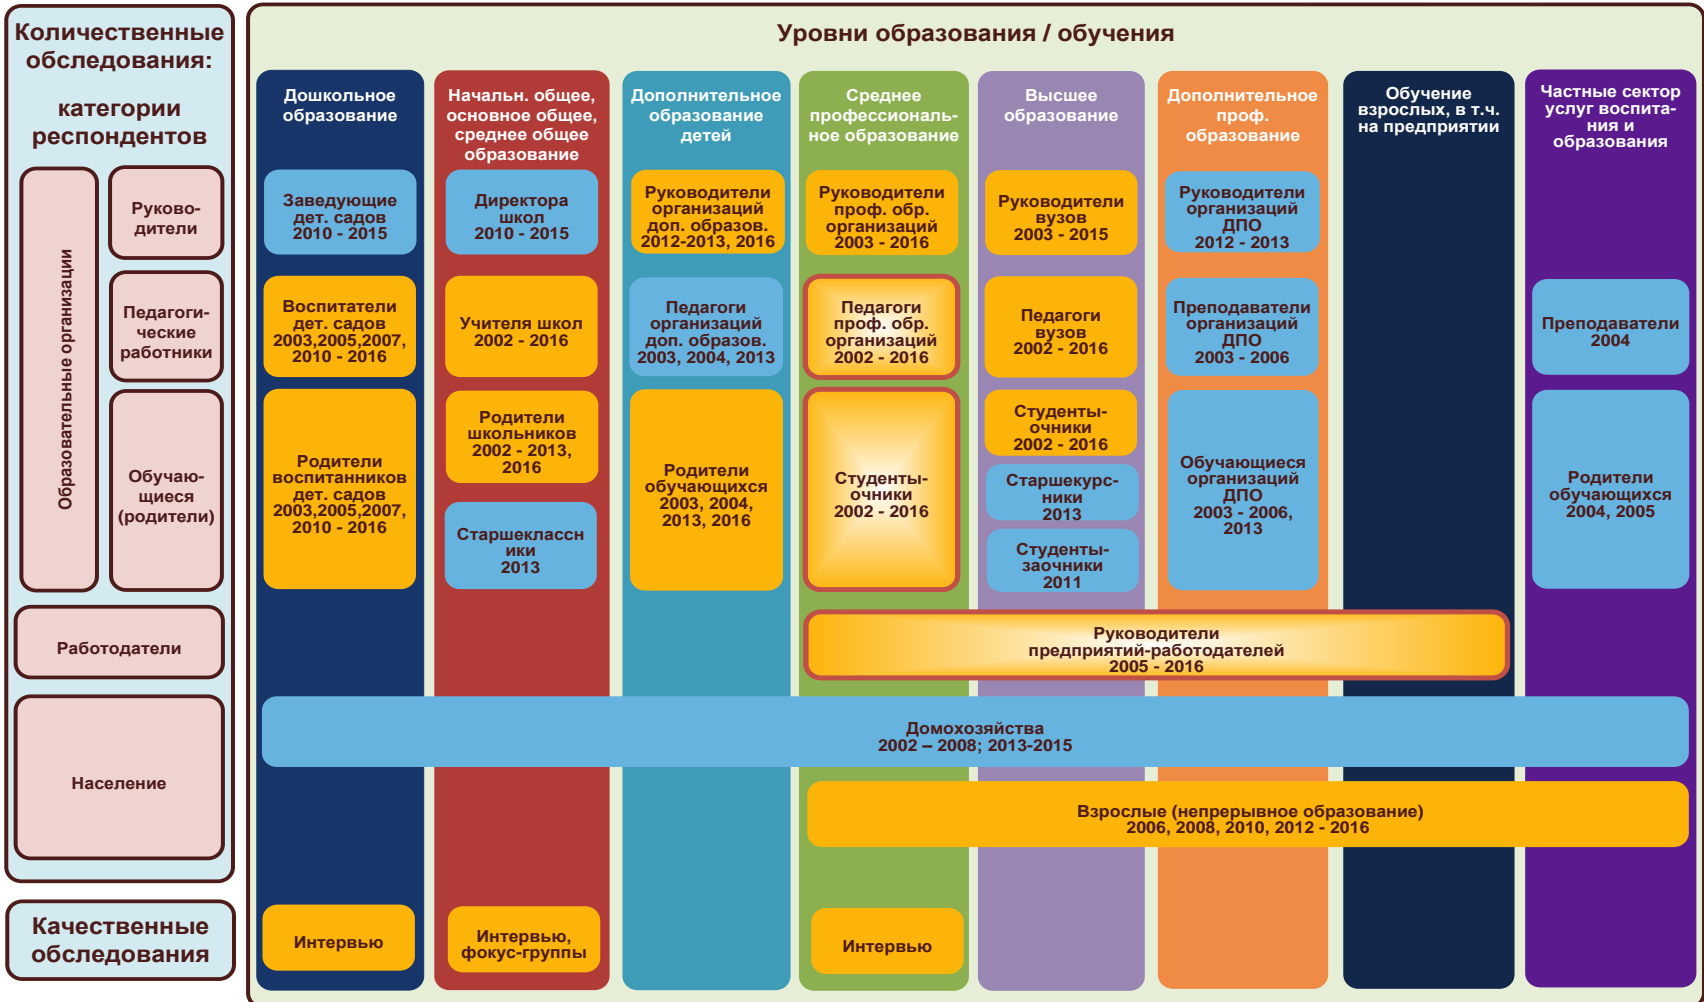 Количественные
обследования:
категории
респондентов
Образовательные организации
Руково-
дители
Педагоги-
ческие
работники
Обучаю-
щиеся
(родители)
Работодатели
Население
Качественные
обследования
Уровни образования / обучения
Дошкольное
образование
Заведующие
дет. садов
2010 - 2015
Воспитатели
дет. садов
2003,2005,2007,
2010 - 2016
Родители
воспитанников
дет. садов
2003,2005,2007,
2010 - 2016
Начальн. общее,
основное общее,
среднее общее
образование
Директора
школ
2010 - 2015
Учителя школ
2002 - 2016
Родители
школьников
2002 - 2013,
2016
Старшеклассн
ики
2013
Дополнительное
образование
детей
Руководители
организаций
доп. образов.
2012-2013, 2016
Педагоги
организаций
доп. образов.
2003, 2004, 2013
Родители
обучающихся
2003, 2004,
2013, 2016
Среднее
профессиональ-
ное образование
Руководители
проф. обр.
организаций
2003 - 2016
Педагоги
проф. обр.
организаций
2002 - 2016
Студенты-
очники
2002 - 2016
Высшее
образование
Руководители
вузов
2003 - 2015
Педагоги
вузов
2002 - 2016
Студенты-
очники
2002 - 2016
Старшекурс-
ники
2013
Студенты-
заочники
2011
Дополнительное
проф.
образование
Руководители
организаций
ДПО
2012 - 2013
Преподаватели
организаций
ДПО
2003 - 2006
Обучающиеся
организаций
ДПО
2003 - 2006,
2013
Обучение
взрослых, в т.ч.
на предприятии
Частные сектор
услуг воспита-
ния и
образования
Преподаватели
2004
Родители
обучающихся
2004, 2005
Руководители
предприятий-работодателей
2005 - 2016
Домохозяйства
2002 – 2008; 2013-2015
Взрослые (непрерывное образование)
2006, 2008, 2010, 2012 - 2016
Интервью
Интервью,
фокус-группы
Интервью